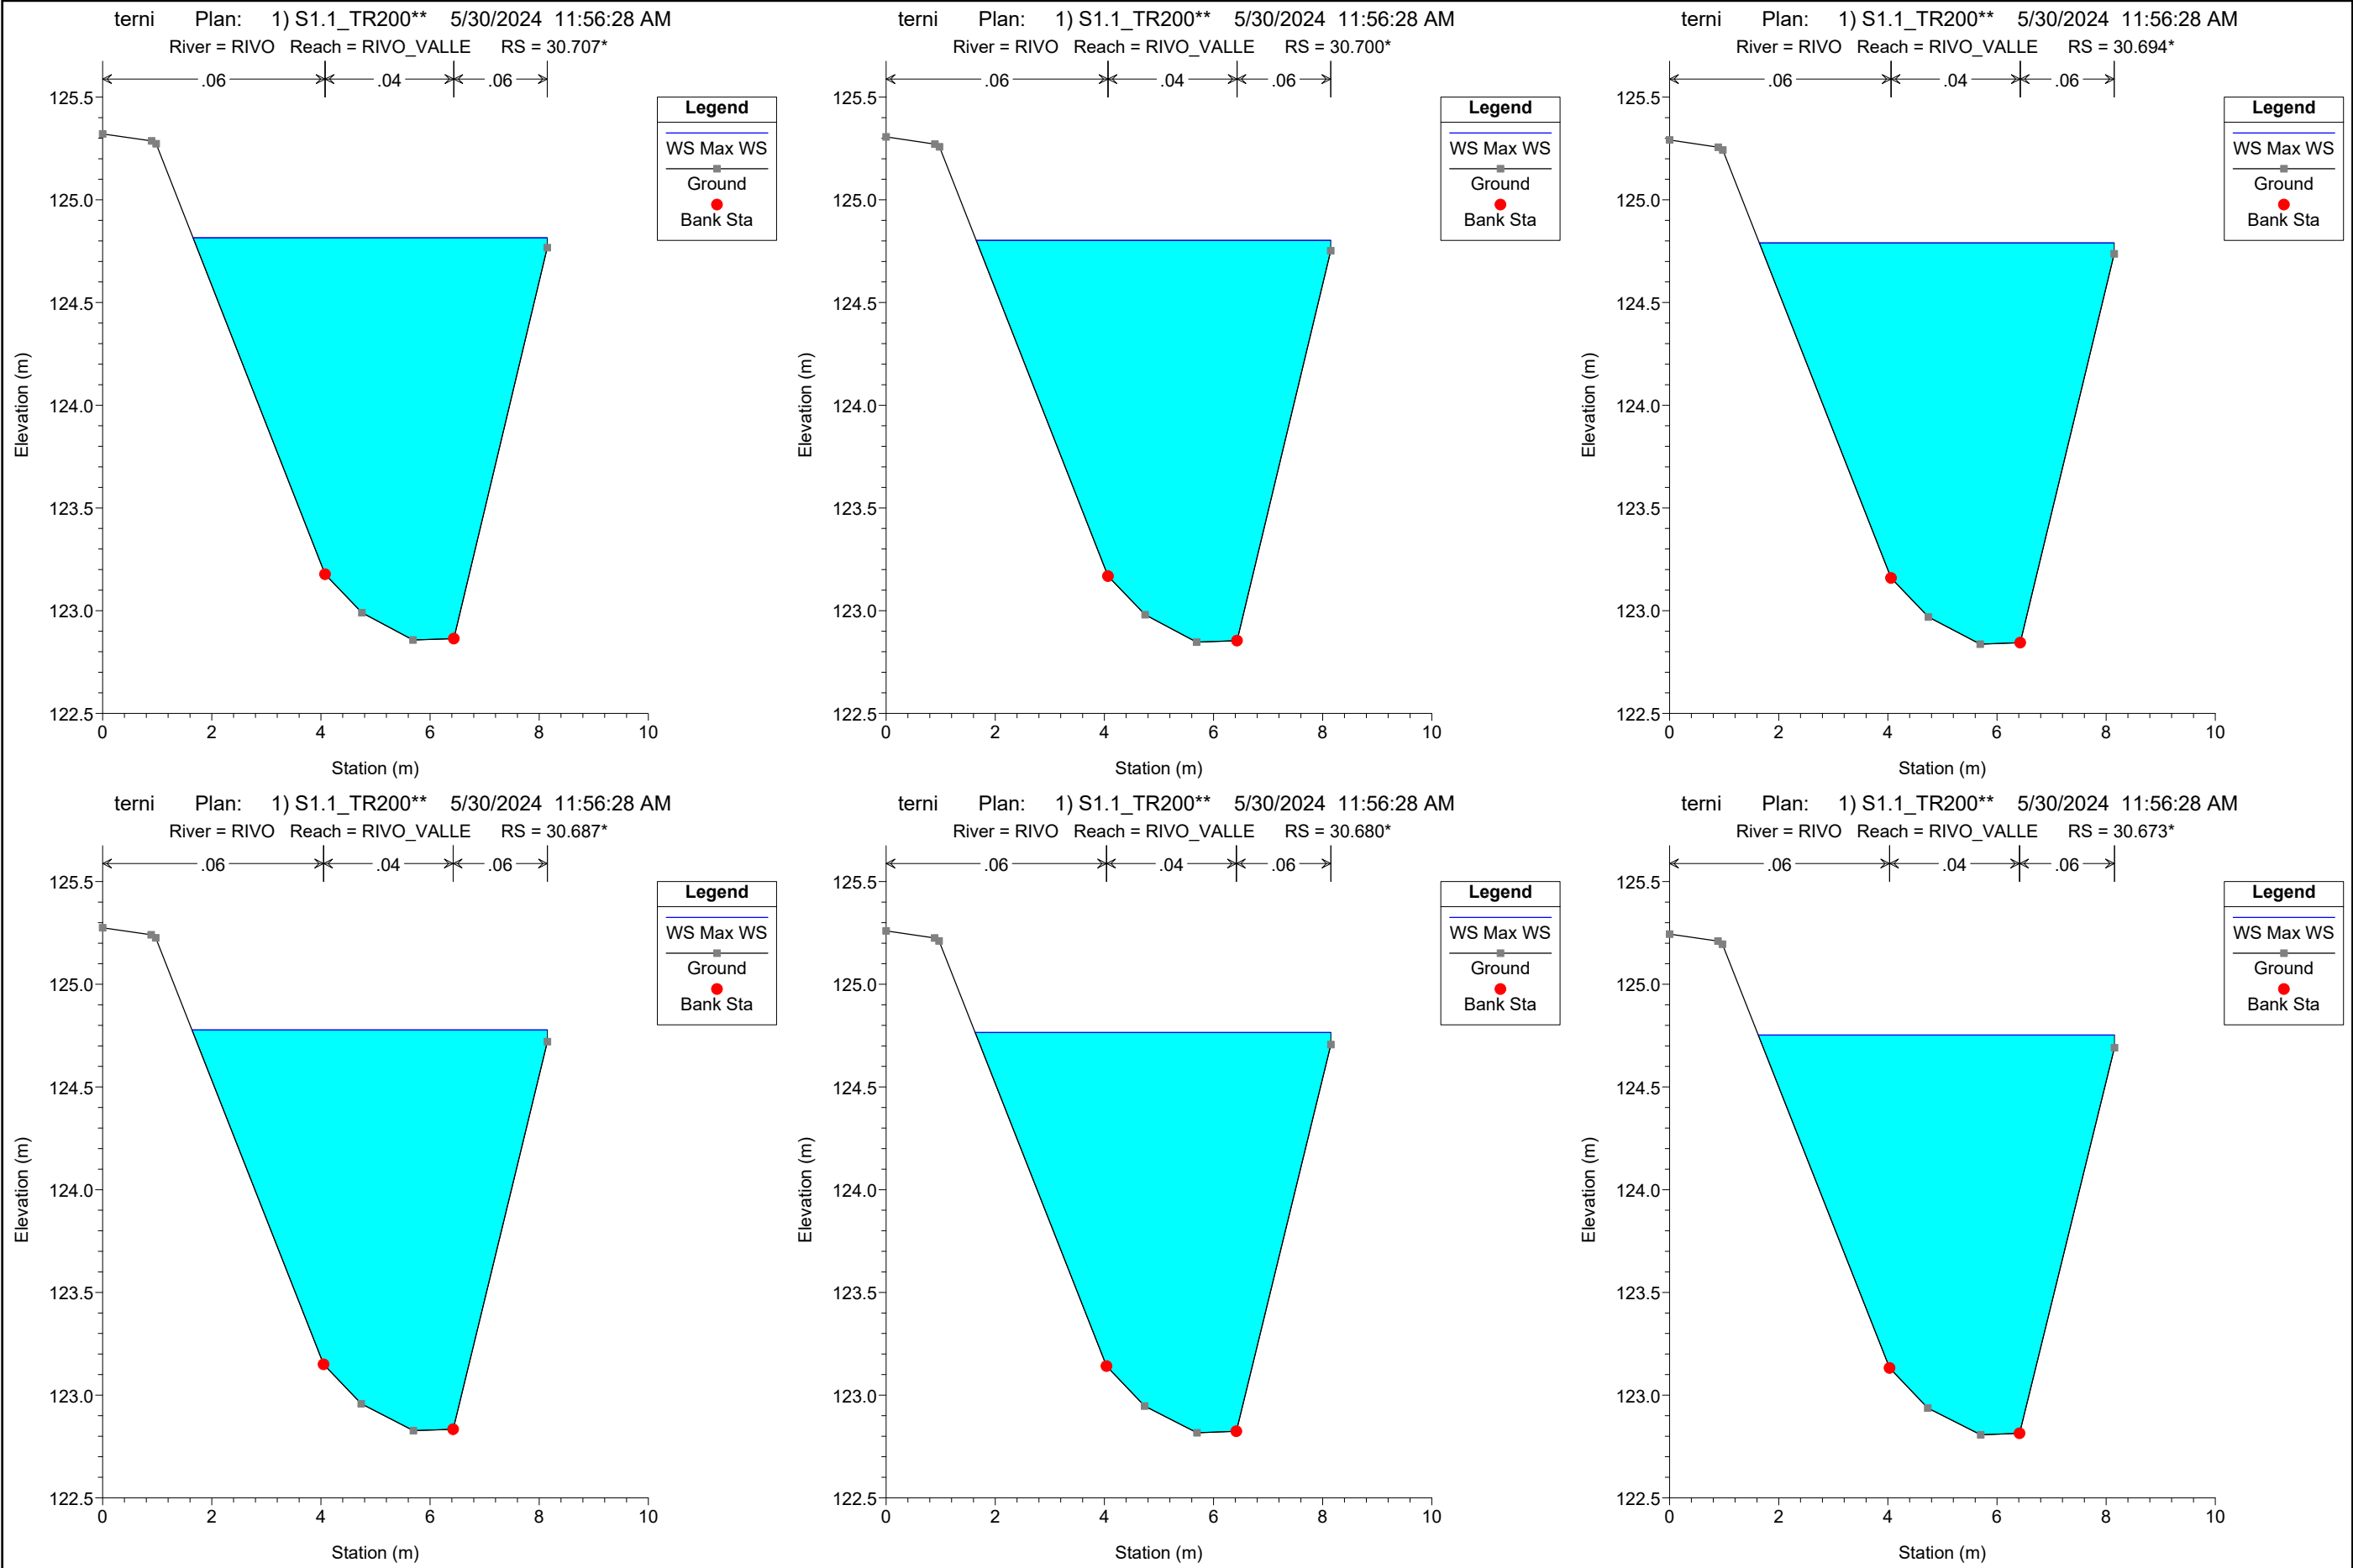 terni Plan: 1) S1.1_TR200** 5/30/2024 11:56:28 AM
River = RIVO Reach = RIVO_VALLE RS = 30.707*
.06 .04 .06
125.5
125.0
124.5
124.0
123.5
123.0
122.5
0 2 4 6 8 10
Station (m)
Elevation (m)
Legend
WS Max WS
Ground
Bank Sta
terni Plan: 1) S1.1_TR200** 5/30/2024 11:56:28 AM
River = RIVO Reach = RIVO_VALLE RS = 30.700*
.06 .04 .06
125.5
125.0
124.5
124.0
123.5
123.0
122.5
0 2 4 6 8 10
Station (m)
Elevation (m)
Legend
WS Max WS
Ground
Bank Sta
terni Plan: 1) S1.1_TR200** 5/30/2024 11:56:28 AM
River = RIVO Reach = RIVO_VALLE RS = 30.694*
.06 .04 .06
125.5
125.0
124.5
124.0
123.5
123.0
122.5
0 2 4 6 8 10
Station (m)
Elevation (m)
Legend
WS Max WS
Ground
Bank Sta
terni Plan: 1) S1.1_TR200** 5/30/2024 11:56:28 AM
River = RIVO Reach = RIVO_VALLE RS = 30.687*
.06 .04 .06
125.5
125.0
124.5
124.0
123.5
123.0
122.5
0 2 4 6 8 10
Station (m)
Elevation (m)
Legend
WS Max WS
Ground
Bank Sta
terni Plan: 1) S1.1_TR200** 5/30/2024 11:56:28 AM
River = RIVO Reach = RIVO_VALLE RS = 30.680*
.06 .04 .06
125.5
125.0
124.5
124.0
123.5
123.0
122.5
0 2 4 6 8 10
Station (m)
Elevation (m)
Legend
WS Max WS
Ground
Bank Sta
terni Plan: 1) S1.1_TR200** 5/30/2024 11:56:28 AM
River = RIVO Reach = RIVO_VALLE RS = 30.673*
.06 .04 .06
125.5
125.0
124.5
124.0
123.5
123.0
122.5
0 2 4 6 8 10
Station (m)
Elevation (m)
Legend
WS Max WS
Ground
Bank Sta